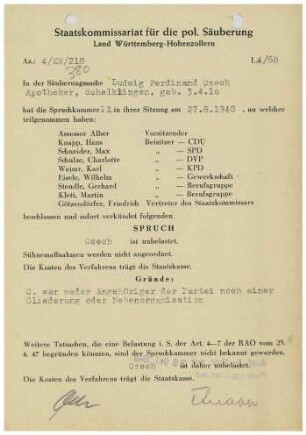 Staatskommissariat für die pol. Säuberung
Land Württemberg-Hohenzollern
Az.: 4/XV/218 L.4/68
380
In der Säuberungssache Ludwig Ferdinand Czech
Apotheker, Schelklingen, geb. 3.4.10
hat die Spruchkammer IX in ihrer Sitzung am 27.8.1948, an welcher
teilgenommen haben:
Assessor Alber Vorsitzender
Knapp, Hans Beisitzer — CDU
Schneider, Max „ — SPD
Schulze, Charlotte „ — DVP
Weimr, Karl „ — KPD
Eisele, Wilhelm „ — Gewerkschaft
Steudle, Gerhard „ — Berufsgruppe
Klett, Martin „ — Berufsgruppe
Götzendörfer, Friedrich Vertreter des Staatskommissars
beschlossen und sofort verkündet folgenden
SPRUCH
Czech ist unbelastet.
Sühnemaßnahmen werden nicht angeordnet.
Die Kosten des Verfahrens trägt die Staatskasse.
Gründe:
C. war weder Angehöriger der Partei noch einer
Gliederung oder Nebenorganisation
Weitere Tatsachen, die eine Belastung i. S. der Art. 4—7 der RAO vom 25.
4. 47 begründen könnten, sind der Spruchkammer nicht bekannt geworden.
Czech ist daher unbelastet.
Die Kosten des Verfahrens trägt die Staatskasse.